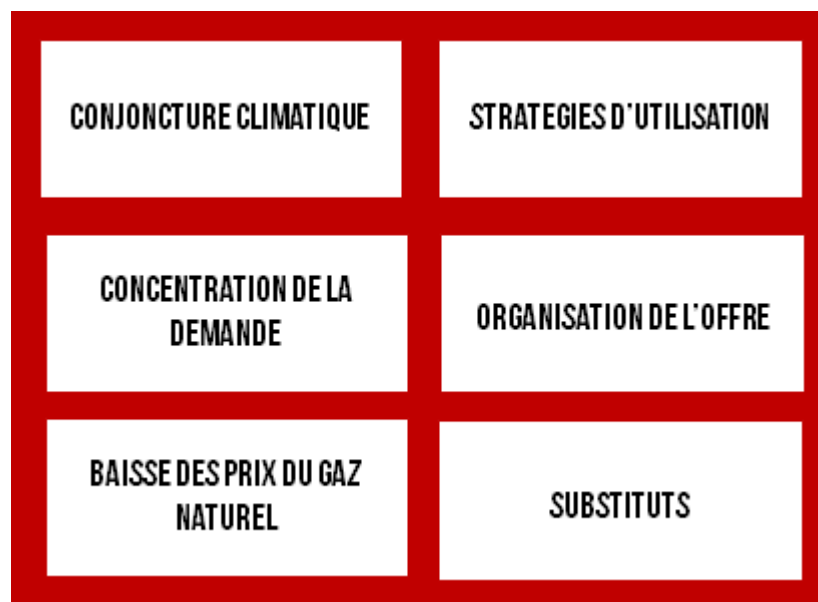 CONJONCTURE CLIMATIQUE
STRATEGIES D'UTILISATION
CONCENTRATION DE LA
DEMANDE
ORGANISATION DE L'OFFRE
BAISSE DES PRIX DU GAZ
NATUREL
SUBSTITUTS